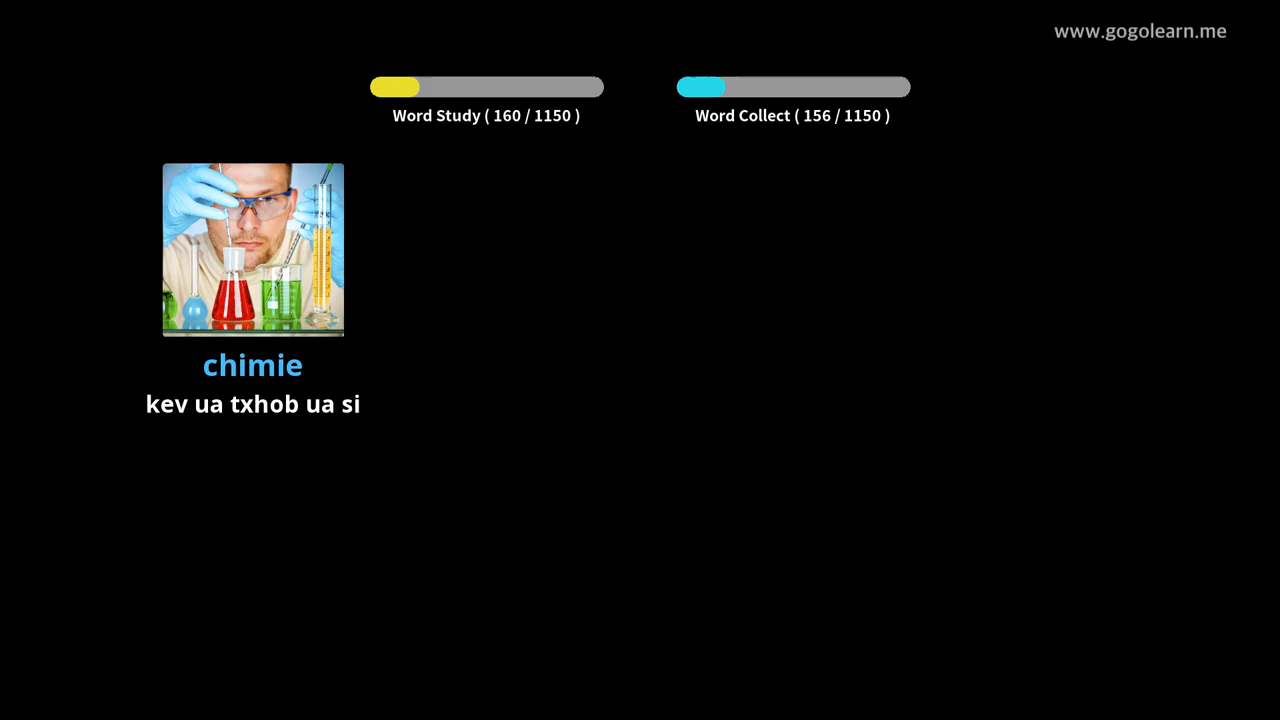 www.gogolearn.me
Word Study ( 160 / 1150 )
Word Collect ( 156 / 1150 )
chimie
kev ua txhob ua si